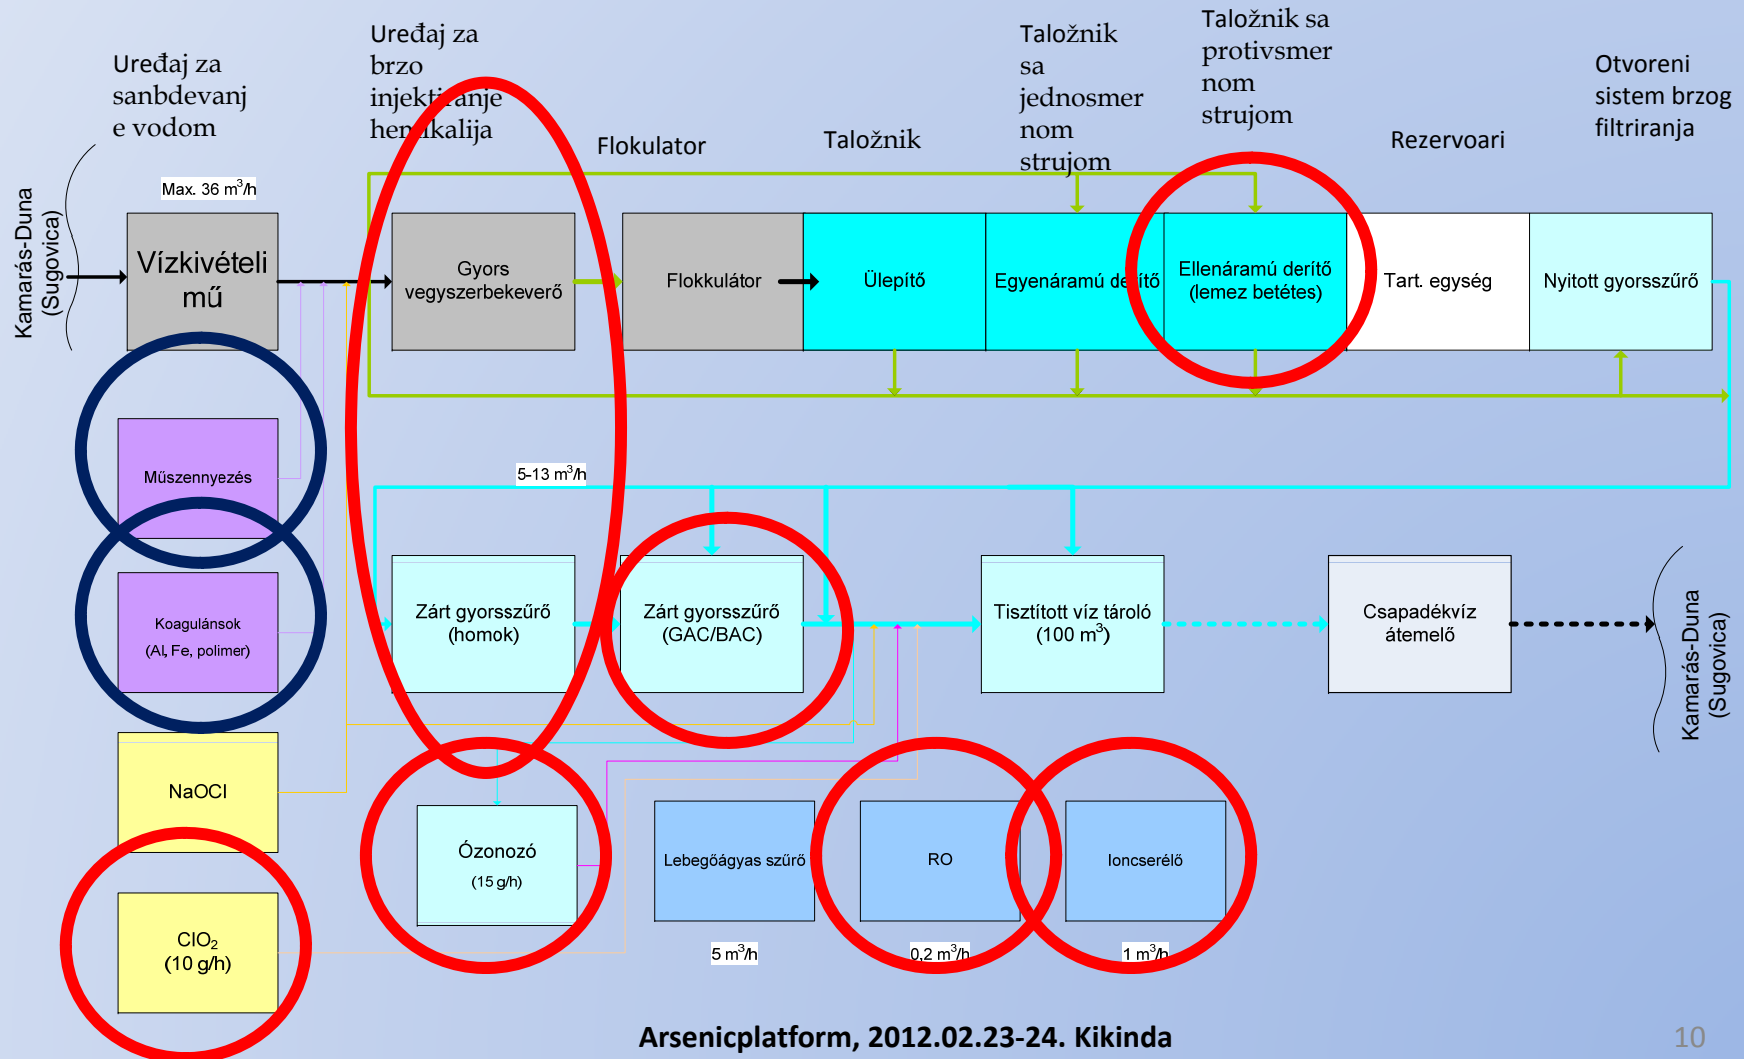 Uređaj za
sanbdevanj
e vodom
Uređaj za
brzo
injektiranje
hemikalija
Flokulator
Taložnik
Taložnik
sa
jednosmer
nom
strujom
Taložnik sa
protivsmer
nom
strujom
Rezervoari
Otvoreni
sistem brzog
filtriranja
Kamarás-Duna
(Sugovica)
Max. 36 m³/h
Vízkivételi
mű
Gyors
vegyszerbekeverő
Flokkulátor
Ülepítő
Egyenáramú derítő
Ellenáramú derítő
(lemez betétes)
Tart. egység
Nyitott gyorsszűrő
Műszennyezés
5-13 m³/h
Koagulánsok
(Al, Fe, polimer)
Zárt gyorsszűrő
(homok)
Zárt gyorsszűrő
(GAC/BAC)
Tisztított víz tároló
(100 m³)
Csapadékvíz
átemelő
Kamarás-Duna
(Sugovica)
NaOCl
Ózonozó
(15 g/h)
Lebegőágyas szűrő
RO
Ioncserélő
ClO₂
(10 g/h)
5 m³/h
0,2 m³/h
1 m³/h
Arsenicplatform, 2012.02.23-24. Kikinda
10